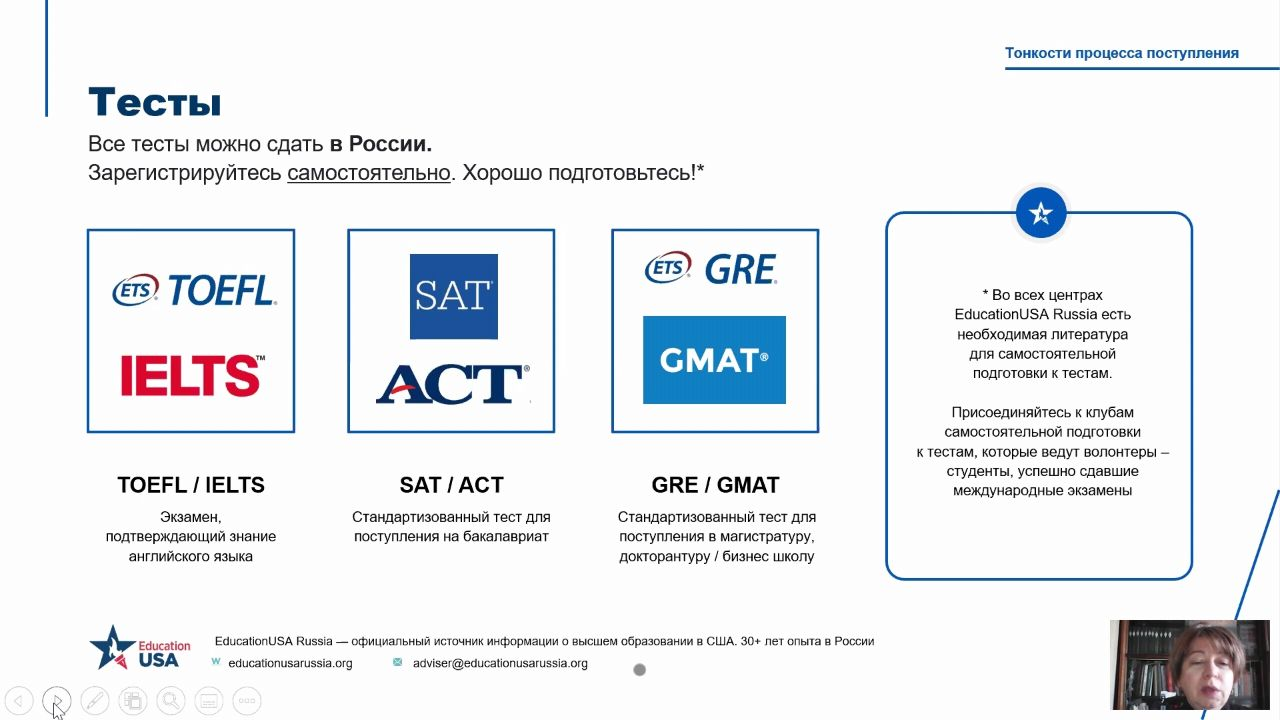 Тонкости процесса поступления
Тесты
Все тесты можно сдать в России.
Зарегистрируйтесь самостоятельно. Хорошо подготовьтесь!*
ETS® TOEFL®
IELTS™
SAT®
ACT®
ETS® GRE®
GMAT®
TOEFL / IELTS
Экзамен,
подтверждающий знание
английского языка
SAT / ACT
Стандартизованный тест для
поступления на бакалавриат
GRE / GMAT
Стандартизованный тест для
поступления в магистратуру,
докторантуру / бизнес школу
* Во всех центрах
EducationUSA Russia есть
необходимая литература
для самостоятельной
подготовки к тестам.
Присоединяйтесь к клубам
самостоятельной подготовки
к тестам, которые ведут волонтеры –
студенты, успешно сдавшие
международные экзамены
Education
USA
EducationUSA Russia — официальный источник информации о высшем образовании в США. 30+ лет опыта в России
W educationusarussia.org
adviser@educationusarussia.org